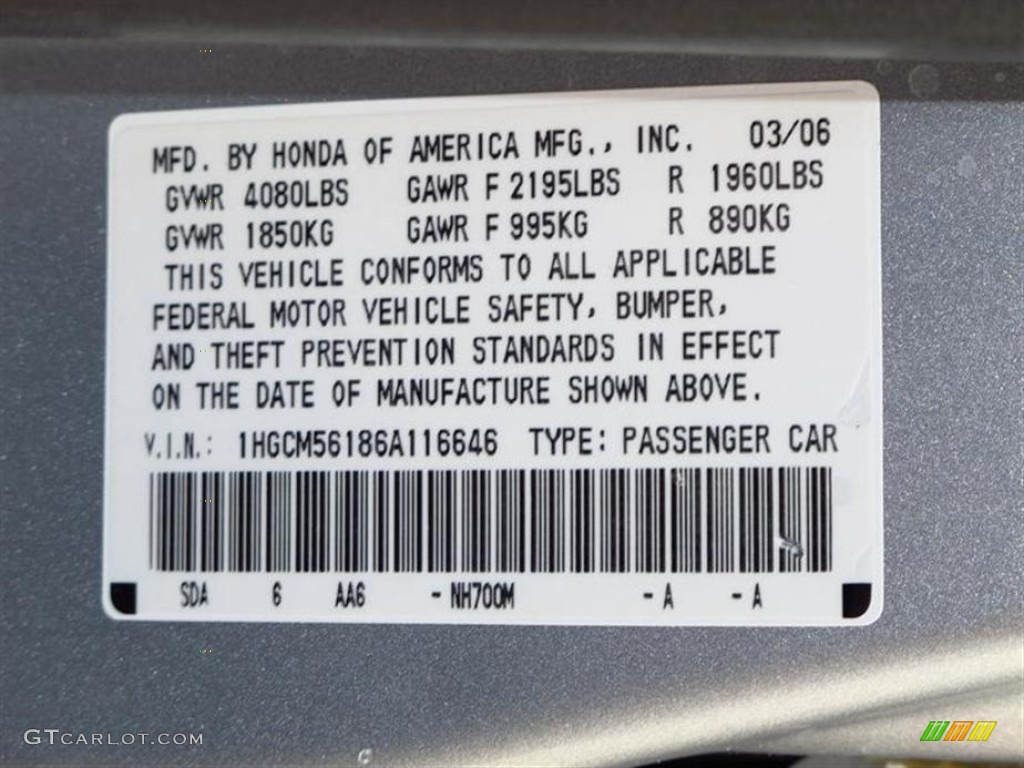 MFD. BY HONDA OF AMERICA MFG., INC. 03/06
GVWR 4080LBS GAWR F 2195LBS R 1960LBS
GVWR 1850KG GAWR F 995KG R 890KG
THIS VEHICLE CONFORMS TO ALL APPLICABLE
FEDERAL MOTOR VEHICLE SAFETY, BUMPER,
AND THEFT PREVENTION STANDARDS IN EFFECT
ON THE DATE OF MANUFACTURE SHOWN ABOVE.
V.I.N.: 1HGCM56186A116646 TYPE: PASSENGER CAR
SDA 6 AA6 - NH700M - A - A
GTCARLOT.COM